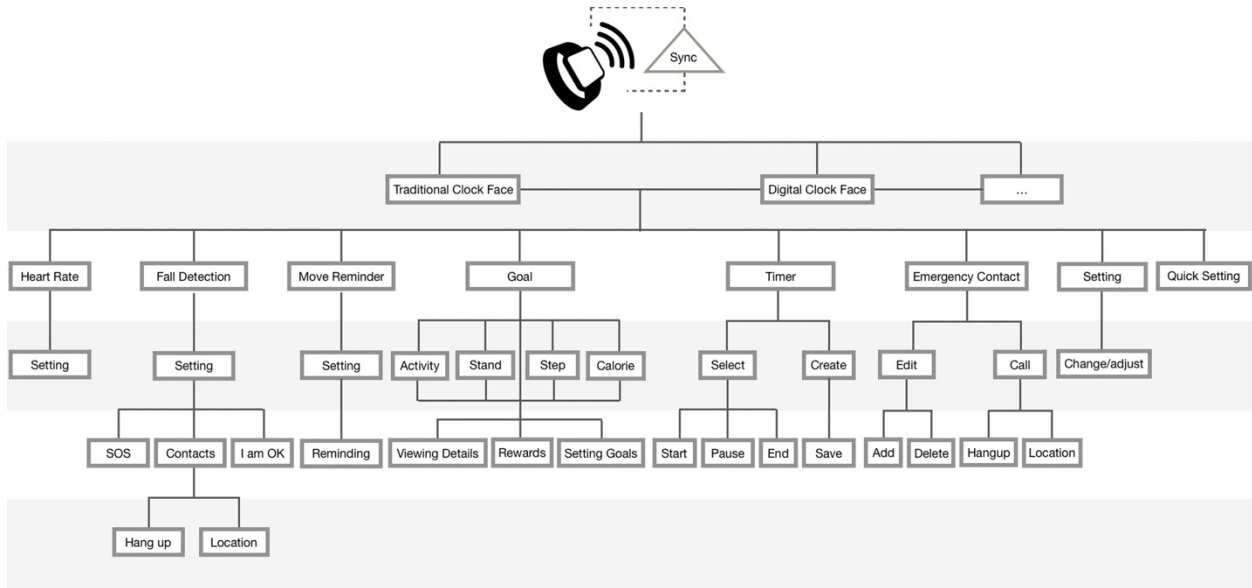 Sync
Traditional Clock Face
Digital Clock Face
...
Heart Rate
Fall Detection
Move Reminder
Goal
Timer
Emergency Contact
Setting
Quick Setting
Setting
Setting
Setting
Activity
Stand
Step
Calorie
Select
Create
Edit
Call
Change/adjust
SOS
Contacts
I am OK
Reminding
Viewing Details
Rewards
Setting Goals
Start
Pause
End
Save
Add
Delete
Hangup
Location
Hang up
Location